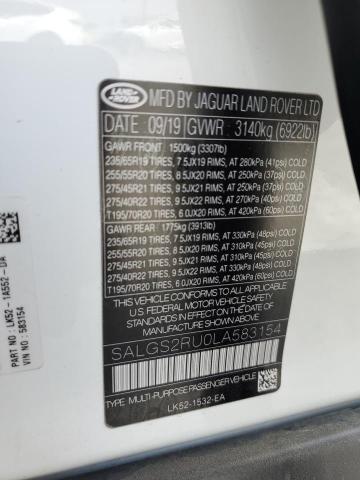 LAND ROVER
MFD BY JAGUAR LAND ROVER LTD
DATE 09/19 GVWR 3140kg (6922lb)
GAWR FRONT 1500kg (3307lb)
235/65R19 TIRES, 7.5JX19 RIMS, AT 280kPa (41psi) COLD
255/55R20 TIRES, 8.5JX20 RIMS, AT 250kPa (37psi) COLD
275/45R21 TIRES, 9.5JX21 RIMS, AT 250kPa (37psi) COLD
275/40R22 TIRES, 9.5JX22 RIMS, AT 270kPa (40psi) COLD
T195/70R20 TIRES, 6.0JX20 RIMS, AT 420kPa (60psi) COLD
GAWR REAR: 1775kg (3913lb)
235/65R19 TIRES, 7.5JX19 RIMS, AT 330kPa (48psi) COLD
255/55R20 TIRES, 8.5JX20 RIMS, AT 310kPa (45psi) COLD
275/45R21 TIRES, 9.5JX21 RIMS, AT 310kPa (45psi) COLD
275/40R22 TIRES, 9.5JX22 RIMS, AT 330kPa (48psi) COLD
T195/70R20 TIRES, 6.0JX20 RIMS, AT 420kPa (60psi) COLD
THIS VEHICLE CONFORMS TO ALL APPLICABLE
U.S. FEDERAL MOTOR VEHICLE SAFETY
AND THEFT PREVENTION STANDARDS IN
EFFECT ON THE DATE OF MANUFACTURE
SHOWN ABOVE.
SALGS2RU0LA583154
TYPE: MULTI-PURPOSE PASSENGER VEHICLE
LK52-1532-EA
PART NO: LK52 - 1A552 - DA
PIN NO : 583154